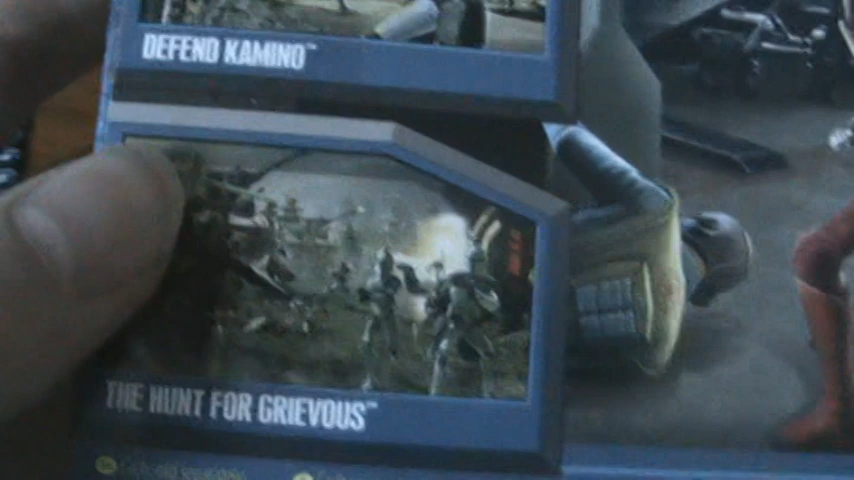 DEFEND KAMINO™
THE HUNT FOR GRIEVOUS™